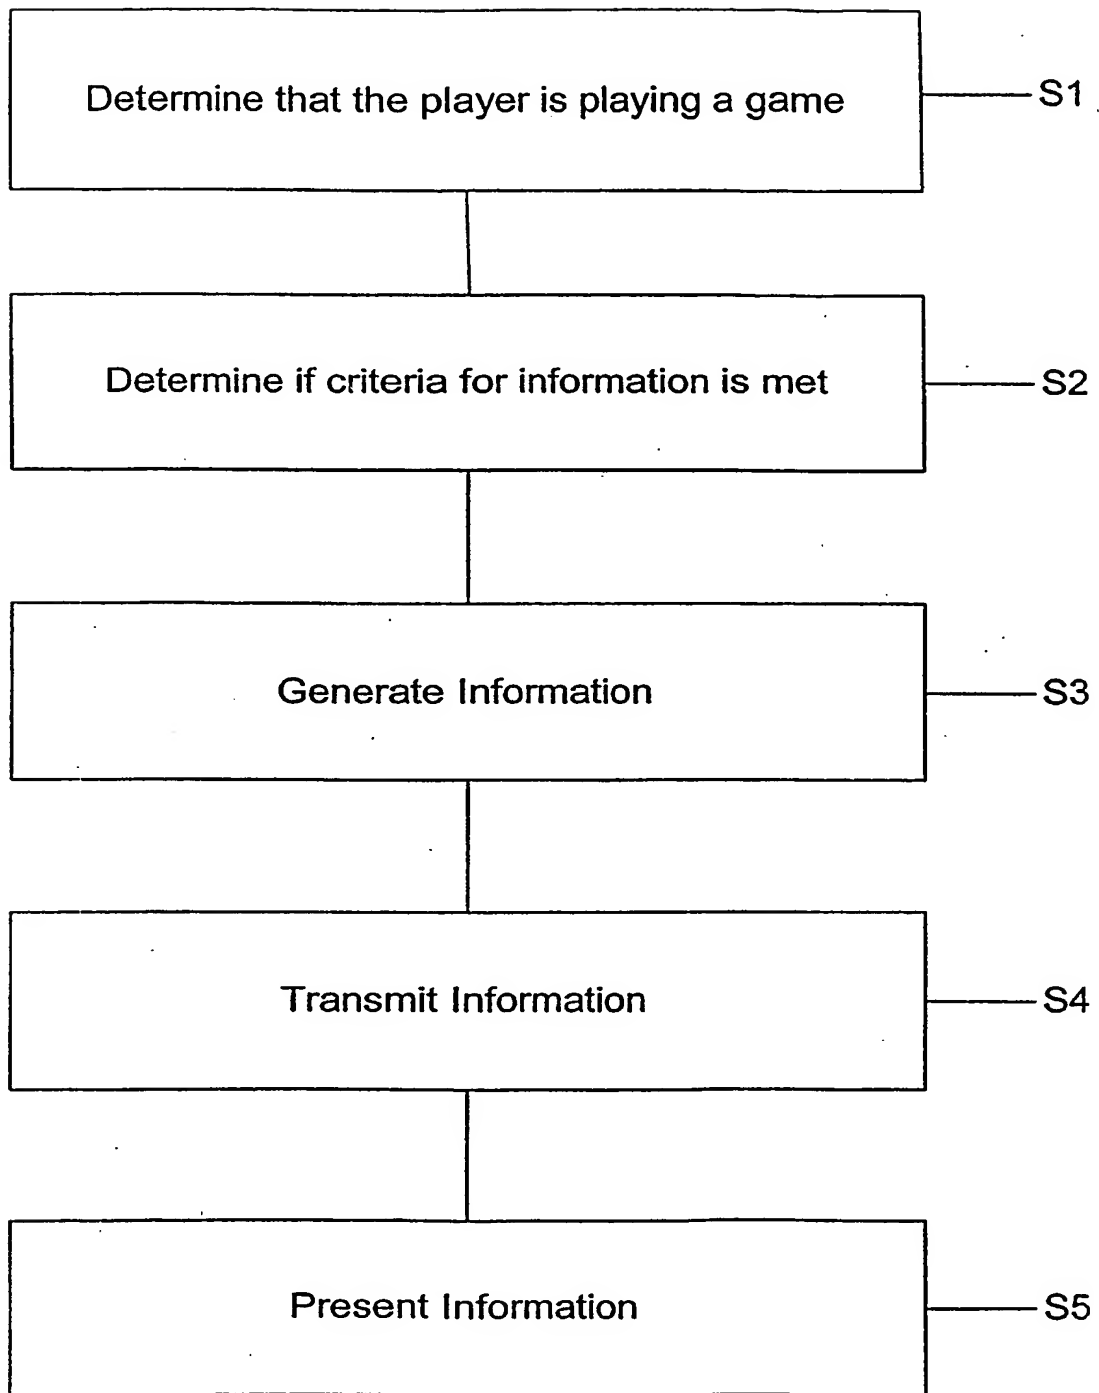 Determine that the player is playing a game
S1
Determine if criteria for information is met
S2
Generate Information
S3
Transmit Information
S4
Present Information
S5